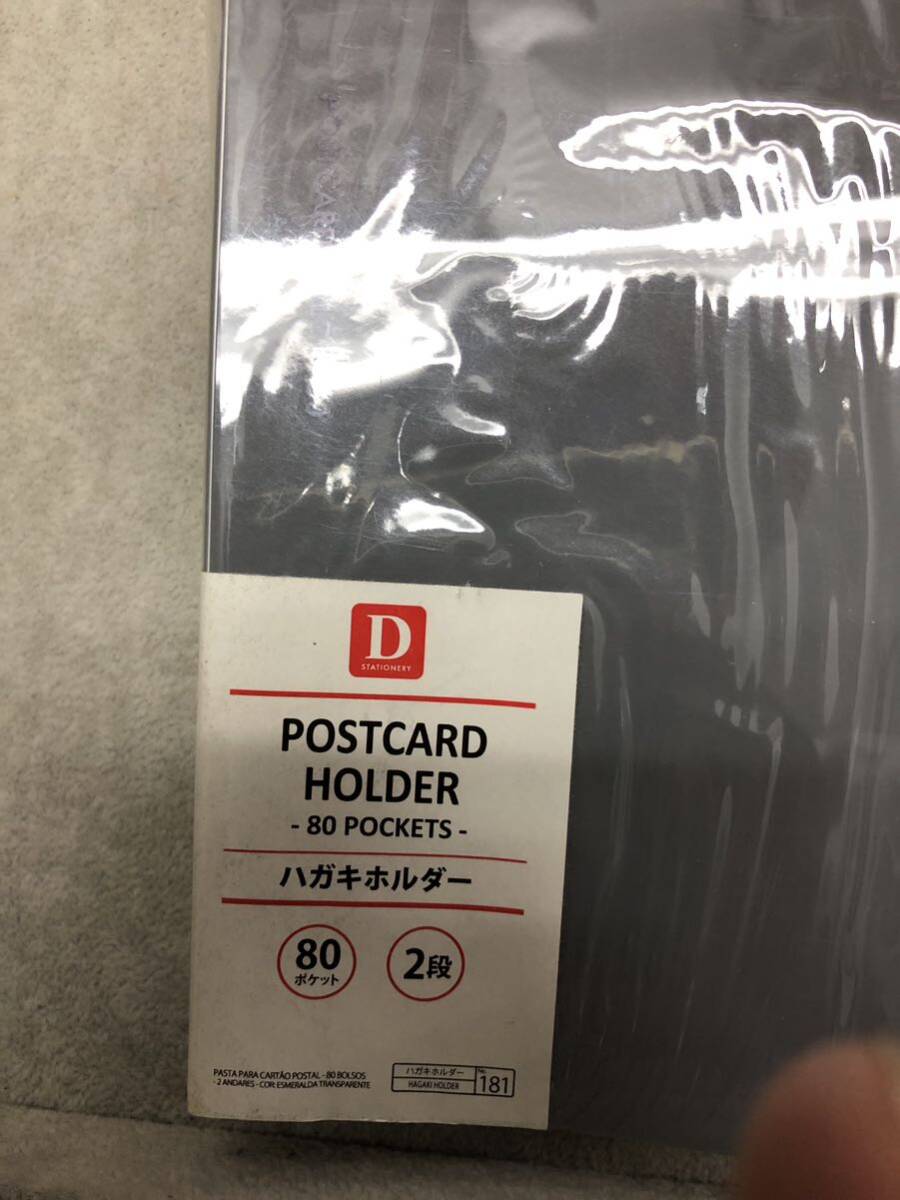 D
STATIONERY
POSTCARD
HOLDER
- 80 POCKETS -
ハガキホルダー
80
ポケット
2段
PASTA PARA CARTÃO POSTAL - 80 BOLSOS
- 2 ANDARES - COR: ESMERALDA TRANSPARENTE
ハガキホルダー
HAGAKI HOLDER
No.
181